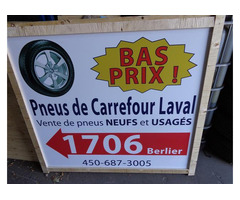 BAS
PRIX !
Pneus de Carrefour Laval
Vente de pneus NEUFS et USAGÉS
1706 Berlier
450-687-3005